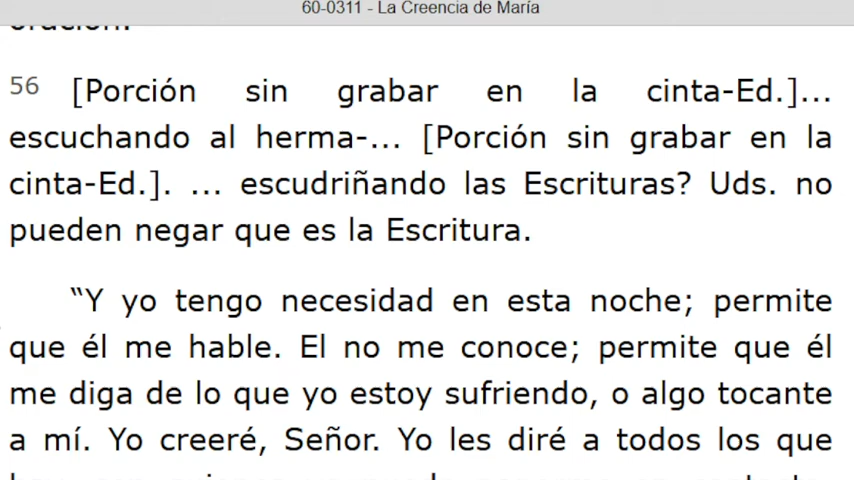 60-0311 - La Creencia de María
oración.
56 [Porción sin grabar en la cinta-Ed.]...
escuchando al herma-... [Porción sin grabar en la
cinta-Ed.]. ... escudriñando las Escrituras? Uds. no
pueden negar que es la Escritura.
“Y yo tengo necesidad en esta noche; permite
que él me hable. El no me conoce; permite que él
me diga de lo que yo estoy sufriendo, o algo tocante
a mí. Yo creeré, Señor. Yo les diré a todos los que